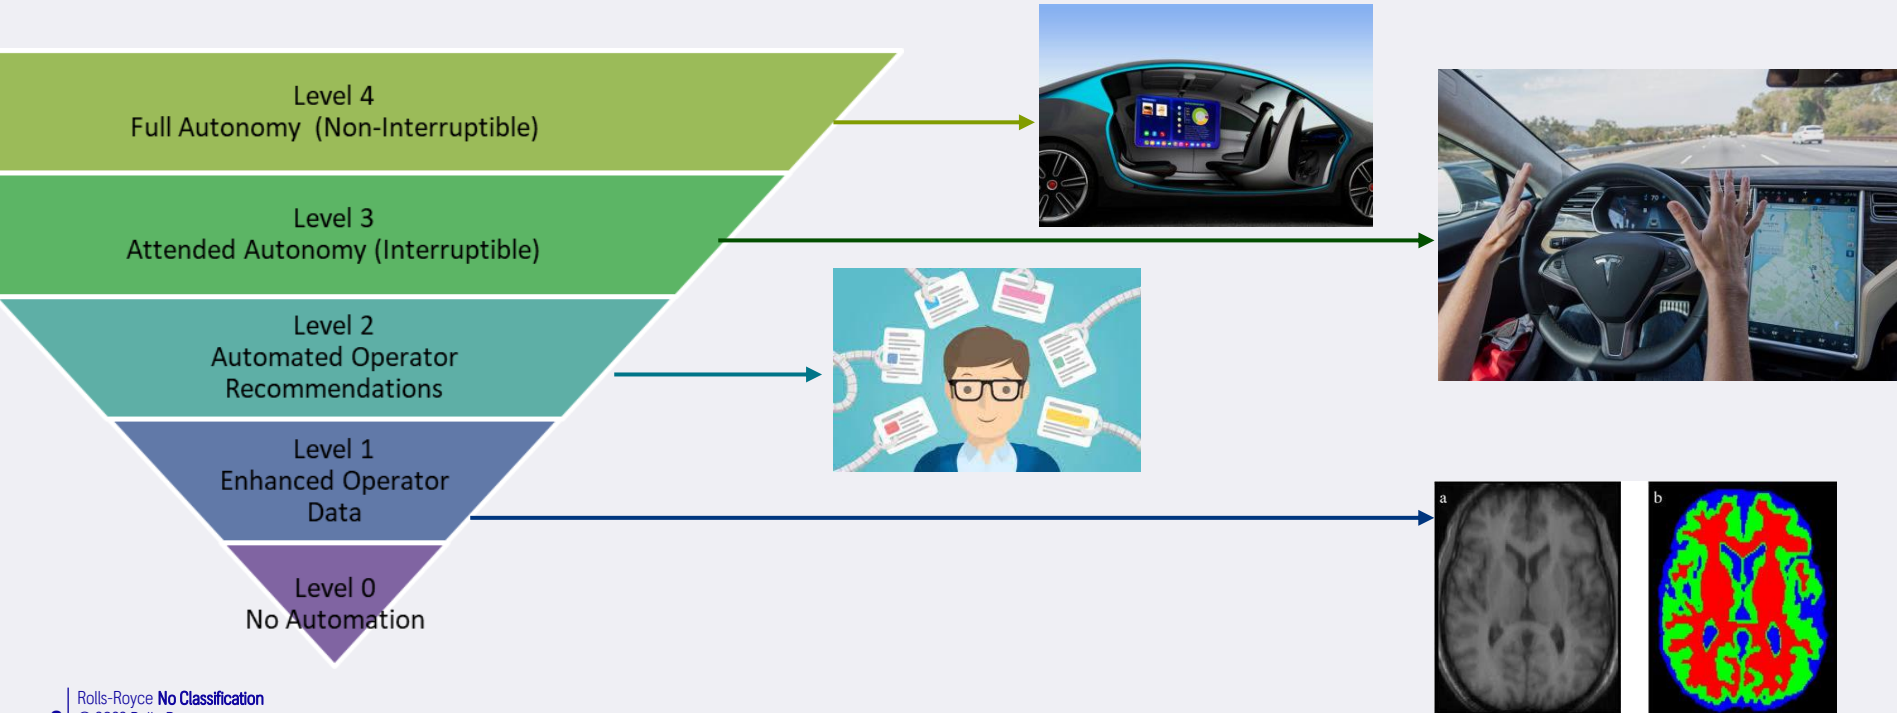 Level 4
Full Autonomy (Non-Interruptible)
Level 3
Attended Autonomy (Interruptible)
Level 2
Automated Operator
Recommendations
Level 1
Enhanced Operator
Data
Level 0
No Automation
a
b
Rolls-Royce No Classification